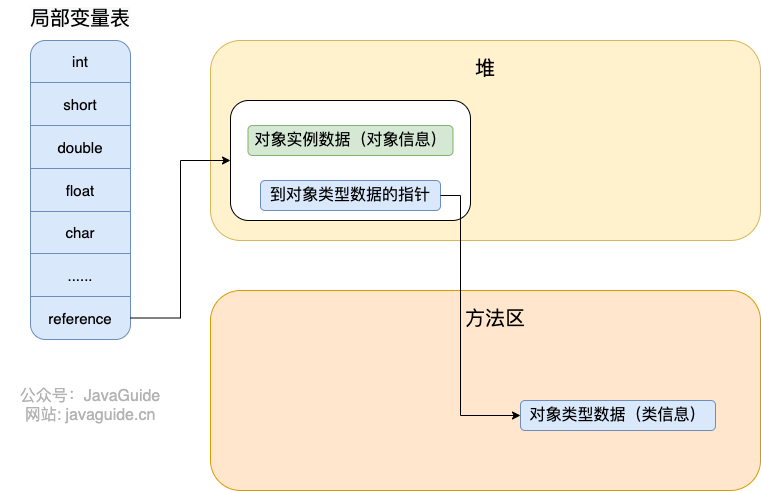 局部变量表
int
short
double
float
char
......
reference
堆
对象实例数据（对象信息）
到对象类型数据的指针
方法区
对象类型数据（类信息）
公众号：JavaGuide
网站: javaguide.cn